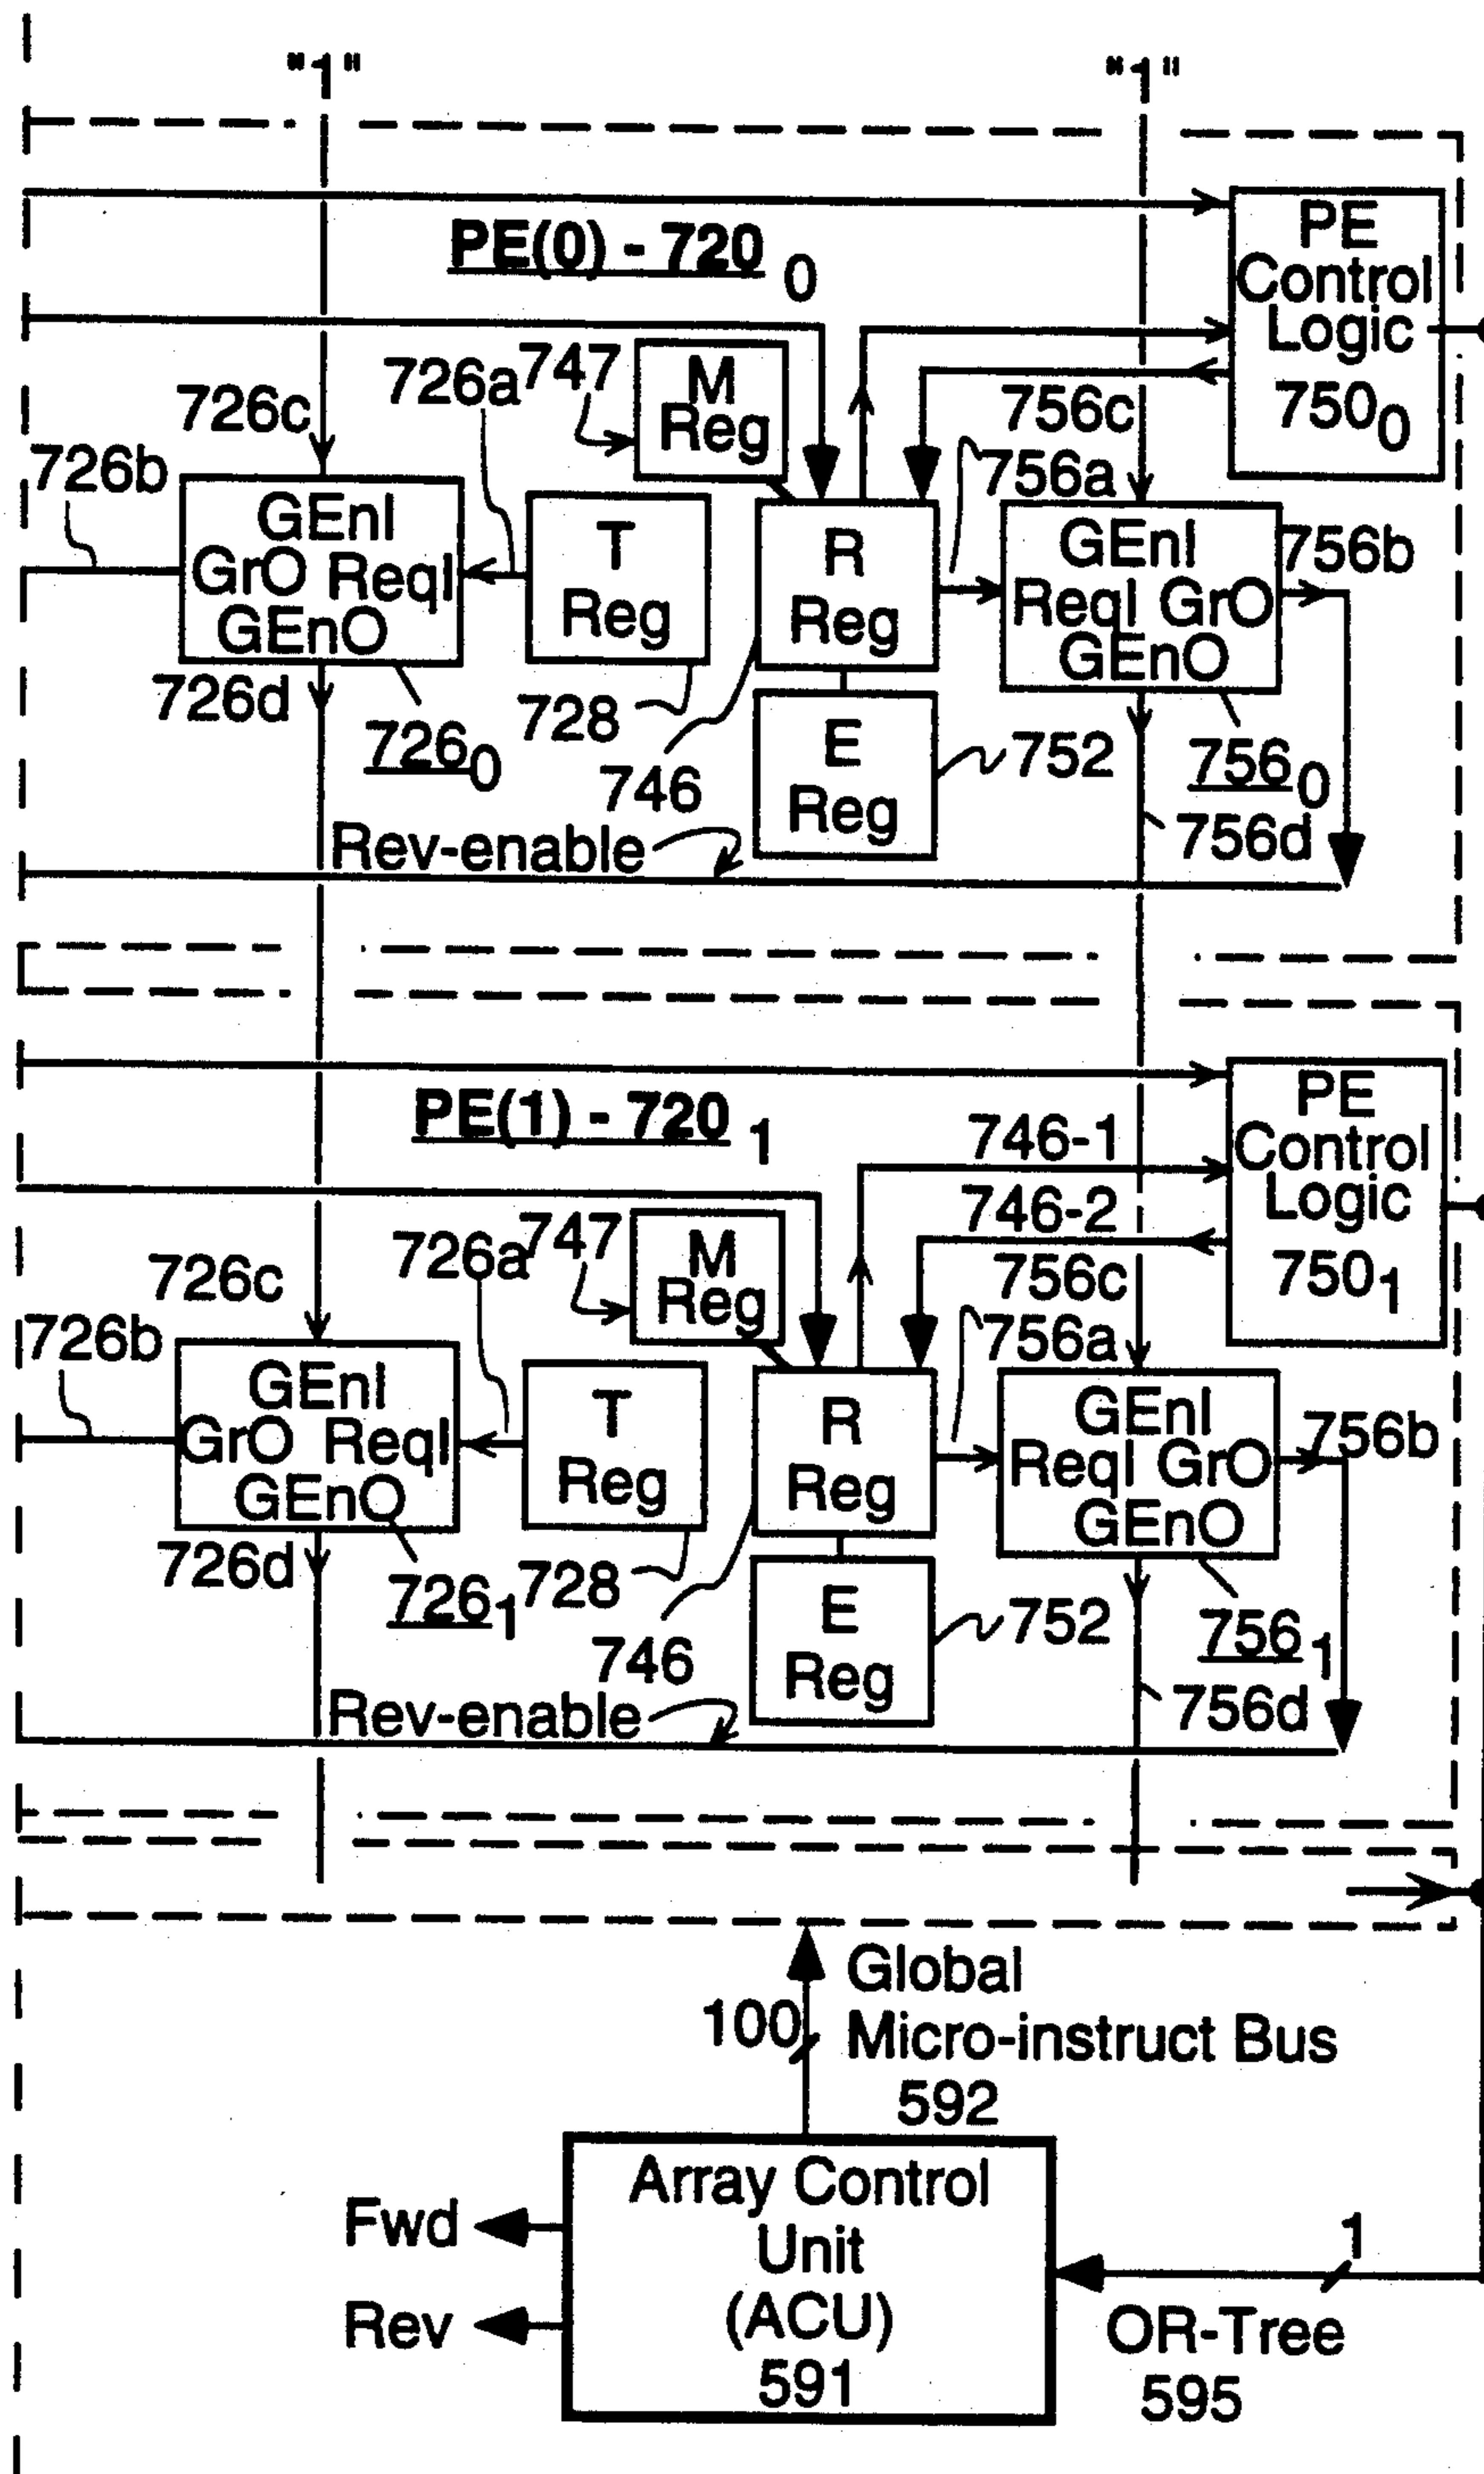 "1" "1"
PE(0) - 720 0
PE
Control
Logic
750 0
726c
726a
747
M
Reg
756c
726b
756a
GEnI
GrO ReqI
GEnO
T
Reg
R
Reg
GEnI
ReqI GrO
GEnO
756b
726d
726 0
728
746
E
Reg
752
756 0
756d
Rev-enable
PE(1) - 720 1
PE
Control
Logic
750 1
746-1
746-2
726c
726a
747
M
Reg
756c
726b
756a
GEnI
GrO ReqI
GEnO
T
Reg
R
Reg
GEnI
ReqI GrO
GEnO
756b
726d
726 1
728
746
E
Reg
752
756 1
756d
Rev-enable
100
Global
Micro-instruct Bus
592
Array Control
Unit
(ACU)
591
Fwd
Rev
1
OR-Tree
595